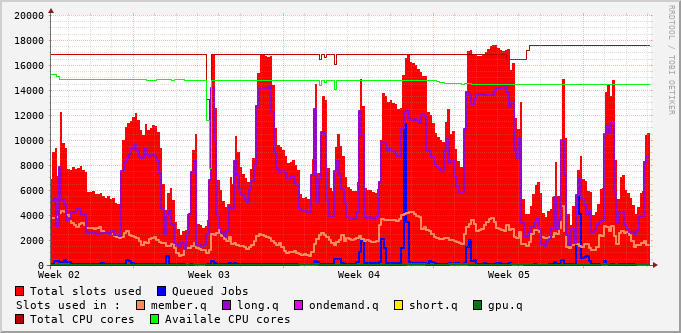 20000
18000
16000
14000
12000
10000
8000
6000
4000
2000
0
Week 02 Week 03 Week 04 Week 05
RRDTOOL / TOBI OETIKER
Total slots used Queued Jobs
Slots used in : member.q long.q ondemand.q short.q gpu.q
Total CPU cores Availale CPU cores